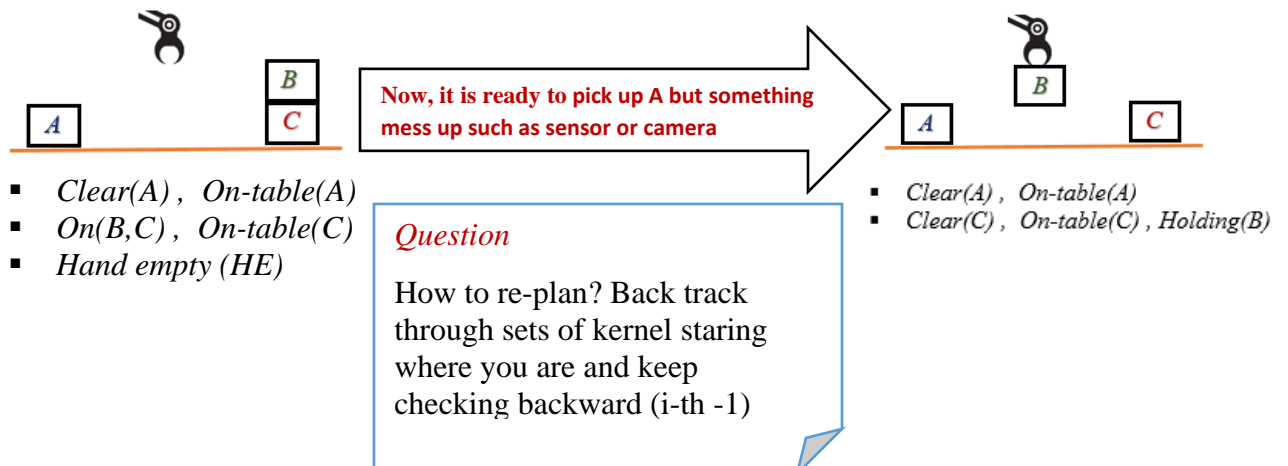 B
A
C
▪ Clear(A) , On-table(A)
▪ On(B,C) , On-table(C)
▪ Hand empty (HE)
Now, it is ready to pick up A but something
mess up such as sensor or camera
Question
How to re-plan? Back track
through sets of kernel staring
where you are and keep
checking backward (i-th -1)
B
A
C
▪ Clear(A) , On-table(A)
▪ Clear(C) , On-table(C) , Holding(B)